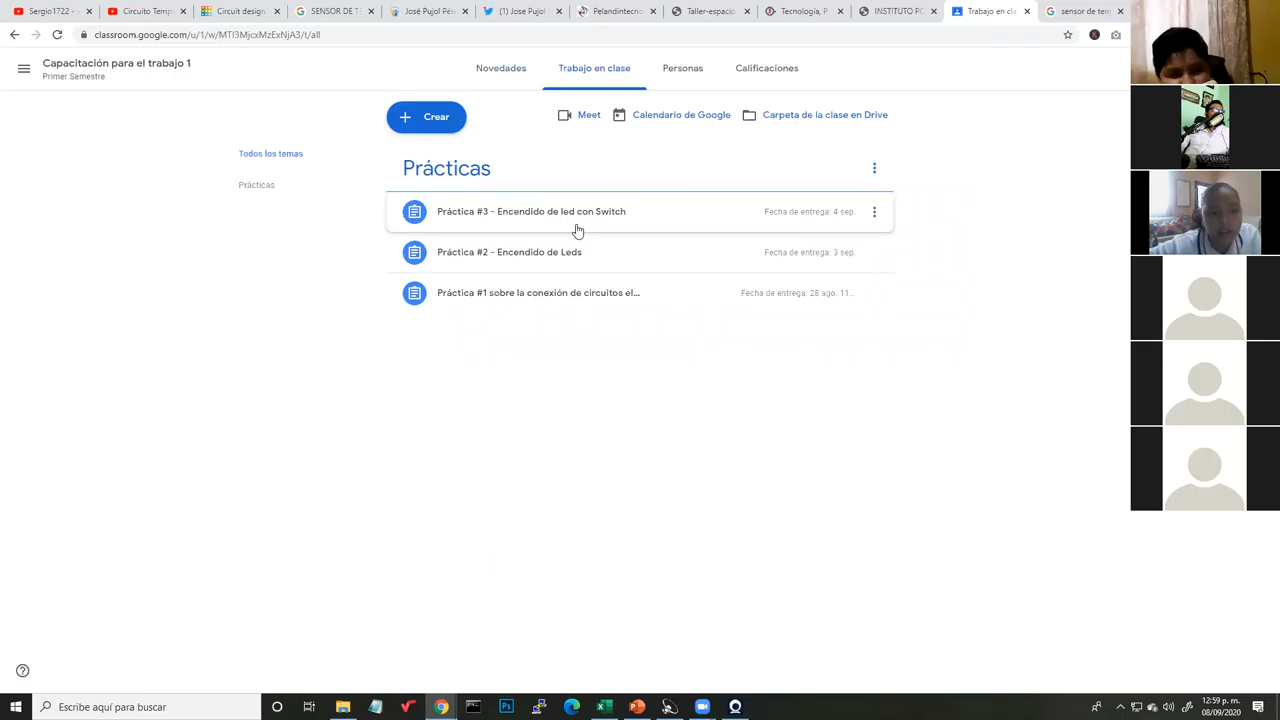 Sergio1722 -
Circuito Temp
Circuit design
SENSOR DE T
José Pujol Pér
(1) Jose Pujol
Pelandintecno
Taller-espacio
Tecnología, P
INSTITUTO PO
Trabajo en cla
sensor de tem
classroom.google.com/u/1/w/MTI3MjcxMzExNjA3/t/all
Capacitación para el trabajo 1
Primer Semestre
Novedades
Trabajo en clase
Personas
Calificaciones
Crear
Meet
Calendario de Google
Carpeta de la clase en Drive
Todos los temas
Prácticas
Prácticas
Práctica #3 - Encendido de led con Switch
Fecha de entrega: 4 sep.
Práctica #2 - Encendido de Leds
Fecha de entrega: 3 sep.
Práctica #1 sobre la conexión de circuitos el...
Fecha de entrega: 28 ago. 11...
Escribe aquí para buscar
12:59 p. m.
08/09/2020